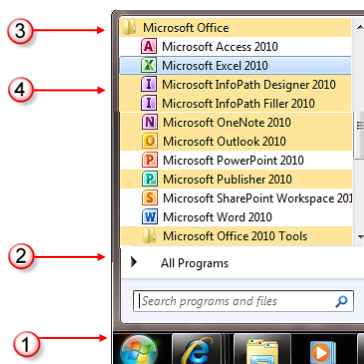 3 Microsoft Office
Microsoft Access 2010
Microsoft Excel 2010
4 Microsoft InfoPath Designer 2010
Microsoft InfoPath Filler 2010
Microsoft OneNote 2010
Microsoft Outlook 2010
Microsoft PowerPoint 2010
Microsoft Publisher 2010
Microsoft SharePoint Workspace 201
Microsoft Word 2010
Microsoft Office 2010 Tools
2 All Programs
Search programs and files
1